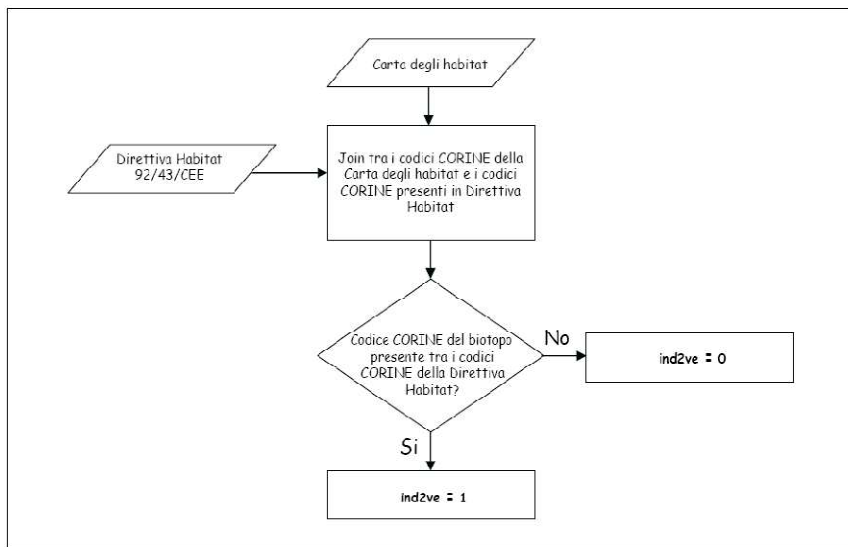 Carta degli habitat
Direttiva Habitat
92/43/CEE
Join tra i codici CORINE della
Carta degli habitat e i codici
CORINE presenti in Direttiva
Habitat
Codice CORINE del biotopo
presente tra i codici
CORINE della Direttiva
Habitat?
No
ind2ve = 0
Si
ind2ve = 1